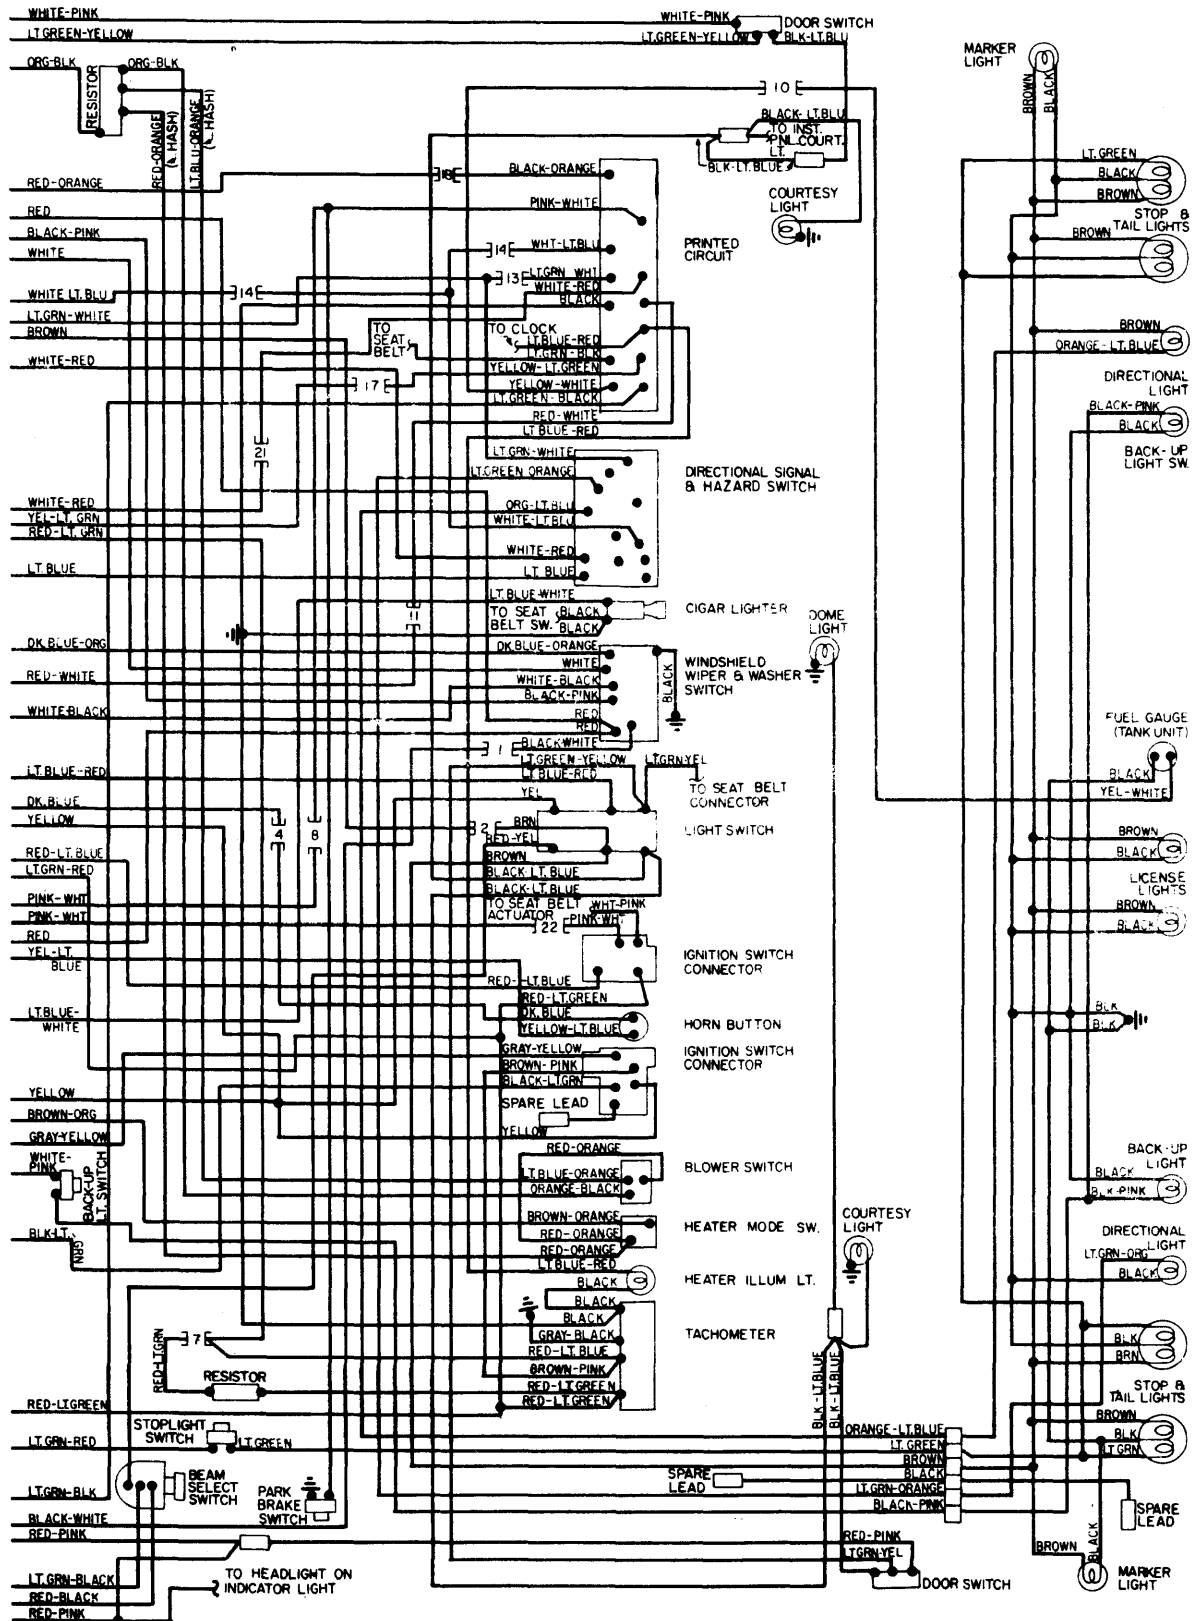 WHITE-PINK
LT.GREEN-YELLOW
ORG-BLK
RESISTOR
ORG-BLK
RED-ORANGE
HASH)
LT.BLU-ORANGE
HASH)
WHITE-PINK
LT.GREEN-YELLOW
DOOR SWITCH
BLK-LT.BLU
10
BLACK-LT.BLU
TO INST.
PNL.COURT.
LT.
BLK-LT.BLUE
MARKER
LIGHT
BROWN
BLACK
RED-ORANGE
18
BLACK-ORANGE
COURTESY
LIGHT
LT.GREEN
BLACK
BROWN
STOP &
TAIL LIGHTS
BROWN
RED
BLACK-PINK
WHITE
PINK-WHITE
14
WHT-LT.BLU
PRINTED
CIRCUIT
13
LT.GRN WHT
WHITE-RED
BLACK
WHITE LT.BLU
14
LT.GRN-WHITE
BROWN
WHITE-RED
TO
SEAT
BELT
TO CLOCK
LT.BLUE-RED
LT.GRN-BLK
YELLOW-LT.GREEN
17
YELLOW-WHITE
LT.GREEN-BLACK
RED-WHITE
LT BLUE-RED
BROWN
ORANGE-LT.BLUE
DIRECTIONAL
LIGHT
BLACK-PINK
BLACK
BACK-UP
LIGHT SW.
21
LT.GRN-WHITE
LT.GREEN ORANGE
DIRECTIONAL SIGNAL
& HAZARD SWITCH
ORG-LT.BLU
WHITE-LT.BLU
WHITE-RED
LT. BLUE
WHITE-RED
YEL-LT. GRN
RED-LT. GRN
LT. BLUE
11
LT.BLUE-WHITE
TO SEAT
BELT SW.
BLACK
BLACK
CIGAR LIGHTER
DOME
LIGHT
DK.BLUE-ORG
DK.BLUE-ORANGE
WHITE
WHITE-BLACK
BLACK-PINK
RED
RED
BLACK
WINDSHIELD
WIPER & WASHER
SWITCH
RED-WHITE
WHITE-BLACK
FUEL GAUGE
(TANK UNIT)
BLACK
YEL-WHITE
1
BLACK-WHITE
LT.GREEN-YELLOW
LT.BLUE-RED
LT.GRN-YEL
TO SEAT BELT
CONNECTOR
YEL
LT.BLUE-RED
DK.BLUE
YELLOW
4
8
2
BRN
RED-YEL
BROWN
LIGHT SWITCH
BLACK-LT. BLUE
BLACK-LT.BLUE
BROWN
BLACK
LICENSE
LIGHTS
BROWN
BLACK
RED-LT.BLUE
LT.GRN-RED
PINK-WHT
PINK-WHT
TO SEAT BELT
ACTUATOR
WHT-PINK
22
PINK-WHT
RED
YEL-LT.
BLUE
IGNITION SWITCH
CONNECTOR
RED-LT.BLUE
RED-LT.GREEN
DK.BLUE
YELLOW-LT.BLUE
HORN BUTTON
LT.BLUE-
WHITE
BLK
BLK
GRAY-YELLOW
BROWN-PINK
BLACK-LT.GRN
IGNITION SWITCH
CONNECTOR
SPARE LEAD
YELLOW
YELLOW
BROWN-ORG
GRAY-YELLOW
WHITE-
PINK
BACK-UP
LT. SWITCH
BLK-LT.
GRN
RED-ORANGE
LT.BLUE-ORANGE
ORANGE-BLACK
BLOWER SWITCH
BACK-UP
LIGHT
BLACK
BLK-PINK
BROWN-ORANGE
RED-ORANGE
RED-ORANGE
HEATER MODE SW.
COURTESY
LIGHT
DIRECTIONAL
LIGHT
LT.GRN-ORG
BLACK
LT.BLUE-RED
BLACK
HEATER ILLUM LT.
BLACK
BLACK
GRAY-BLACK
RED-LT. BLUE
BROWN-PINK
RED-LT.GREEN
RED-LT. GREEN
TACHOMETER
7
RED-LT.GRN
RESISTOR
BLK-LT.BLUE
BLK-LT.BLUE
BLK
BRN
STOP &
TAIL LIGHTS
BROWN
BLK
LT GRN
RED-LT.GREEN
STOPLIGHT
SWITCH
LT.GRN-RED
LT.GREEN
ORANGE-LT.BLUE
LT. GREEN
BROWN
BLACK
LT.GRN-ORANGE
BLACK-PINK
SPARE
LEAD
SPARE
LEAD
BEAM
SELECT
SWITCH
PARK
BRAKE
SWITCH
LT.GRN-BLK
BLACK-WHITE
RED-PINK
RED-PINK
LT.GRN-YEL
DOOR SWITCH
BROWN
BLACK
MARKER
LIGHT
TO HEADLIGHT ON
INDICATOR LIGHT
LT.GRN-BLACK
RED-BLACK
RED-PINK